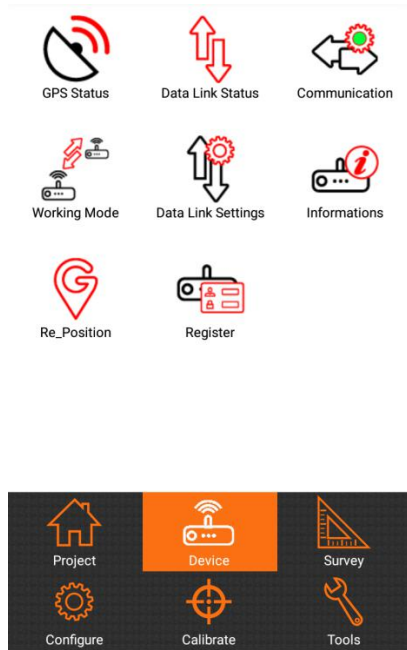 GPS Status
Data Link Status
Communication
Working Mode
Data Link Settings
Informations
Re_Position
Register
Project
Device
Survey
Configure
Calibrate
Tools